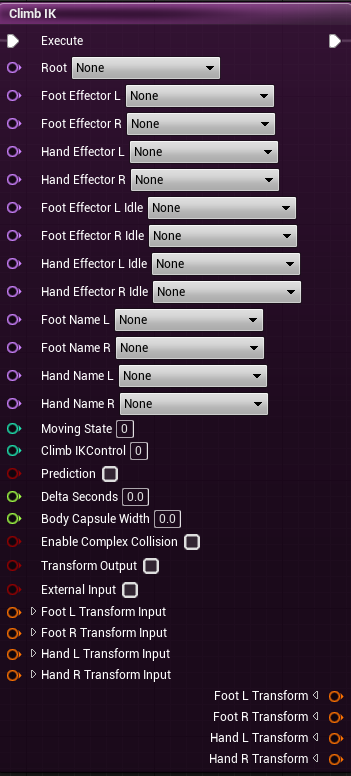 Climb IK
Execute
Root None
Foot Effector L None
Foot Effector R None
Hand Effector L None
Hand Effector R None
Foot Effector L Idle None
Foot Effector R Idle None
Hand Effector L Idle None
Hand Effector R Idle None
Foot Name L None
Foot Name R None
Hand Name L None
Hand Name R None
Moving State 0
Climb IKControl 0
Prediction
Delta Seconds 0.0
Body Capsule Width 0.0
Enable Complex Collision
Transform Output
External Input
Foot L Transform Input
Foot R Transform Input
Hand L Transform Input
Hand R Transform Input
Foot L Transform
Foot R Transform
Hand L Transform
Hand R Transform